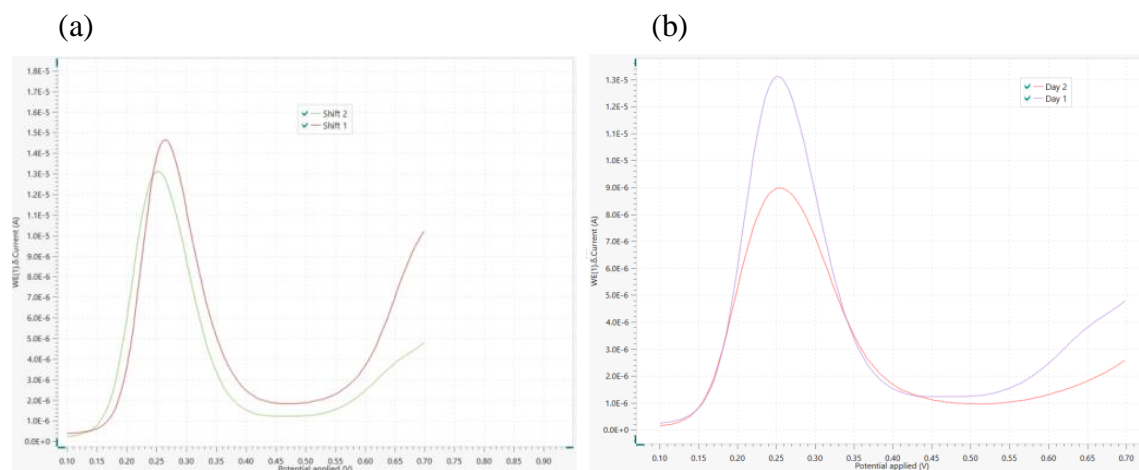 (a)
(b)
1.8E-5
1.7E-5
1.6E-5
1.5E-5
1.4E-5
1.3E-5
1.2E-5
1.1E-5
1.0E-5
9.0E-6
8.0E-6
7.0E-6
6.0E-6
5.0E-6
4.0E-6
3.0E-6
2.0E-6
1.0E-6
0.0E+0
WE(1).δ.Current (A)
Shift 2
Shift 1
0.10 0.15 0.20 0.25 0.30 0.35 0.40 0.45 0.50 0.55 0.60 0.65 0.70 0.75 0.80 0.85 0.90
Potential applied (V)
1.3E-5
1.2E-5
1.1E-5
1.0E-5
9.0E-6
8.0E-6
7.0E-6
6.0E-6
5.0E-6
4.0E-6
3.0E-6
2.0E-6
1.0E-6
0.0E+0
WE(1).δ.Current (A)
Day 2
Day 1
0.10 0.15 0.20 0.25 0.30 0.35 0.40 0.45 0.50 0.55 0.60 0.65 0.70
Potential applied (V)